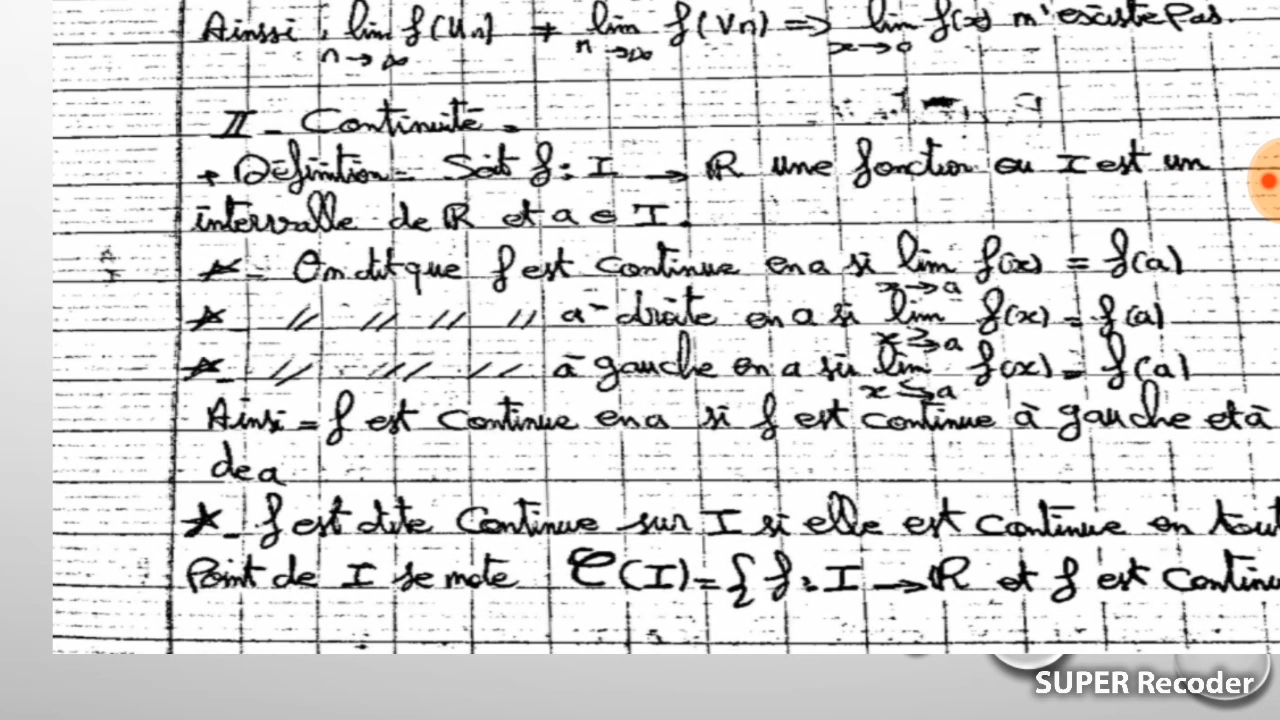 Ainssi : lim f(Un) ≠ lim f(Vn) => lim f(x) n'existe Pas.
n→∞ n→∞ x→0
II - Continuité -
+ Définition - Soit f : I → R une fonction ou I est un
intervalle de R et a ∈ I.
* - On dit que f est continue en a si lim f(x) = f(a)
x→a
* // // // // a - droite en a si lim f(x) = f(a)
x >→ a
* - // // // à gauche en a si lim f(x) = f(a)
x <→ a
Ainsi = f est continue en a si f est continue à gauche et à
de a
* - f est dite Continue sur I si elle est continue en tout
Point de I se note C(I) = { f : I → R et f est Continu
SUPER Recoder